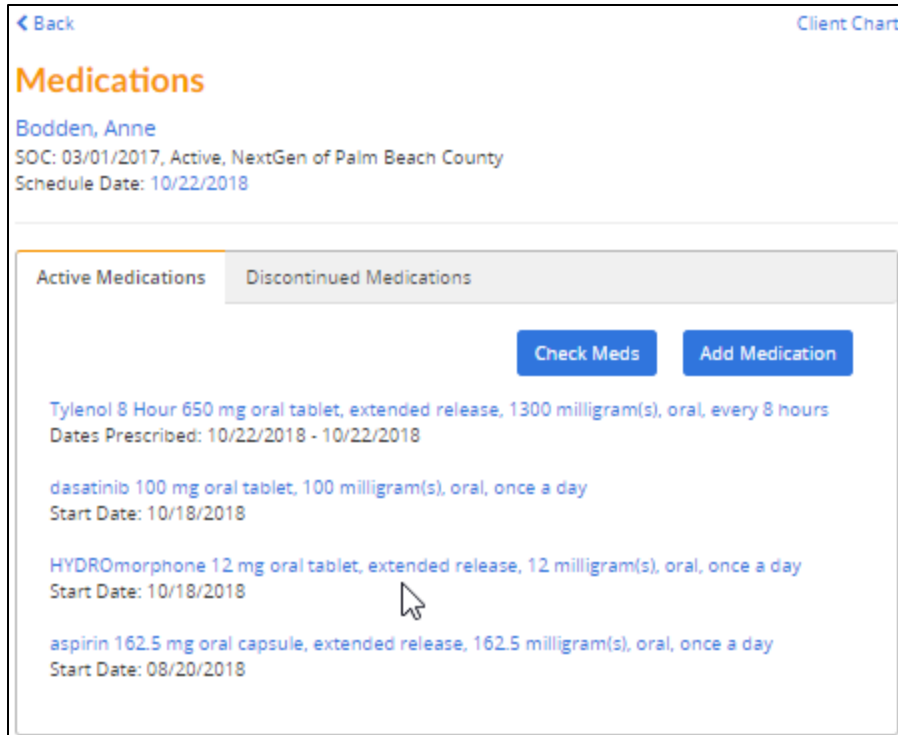 Back
Client Chart
Medications
Bodden, Anne
SOC: 03/01/2017, Active, NextGen of Palm Beach County
Schedule Date: 10/22/2018
Active Medications
Discontinued Medications
Check Meds
Add Medication
Tylenol 8 Hour 650 mg oral tablet, extended release, 1300 milligram(s), oral, every 8 hours
Dates Prescribed: 10/22/2018 - 10/22/2018
dasatinib 100 mg oral tablet, 100 milligram(s), oral, once a day
Start Date: 10/18/2018
HYDROmorphone 12 mg oral tablet, extended release, 12 milligram(s), oral, once a day
Start Date: 10/18/2018
aspirin 162.5 mg oral capsule, extended release, 162.5 milligram(s), oral, once a day
Start Date: 08/20/2018